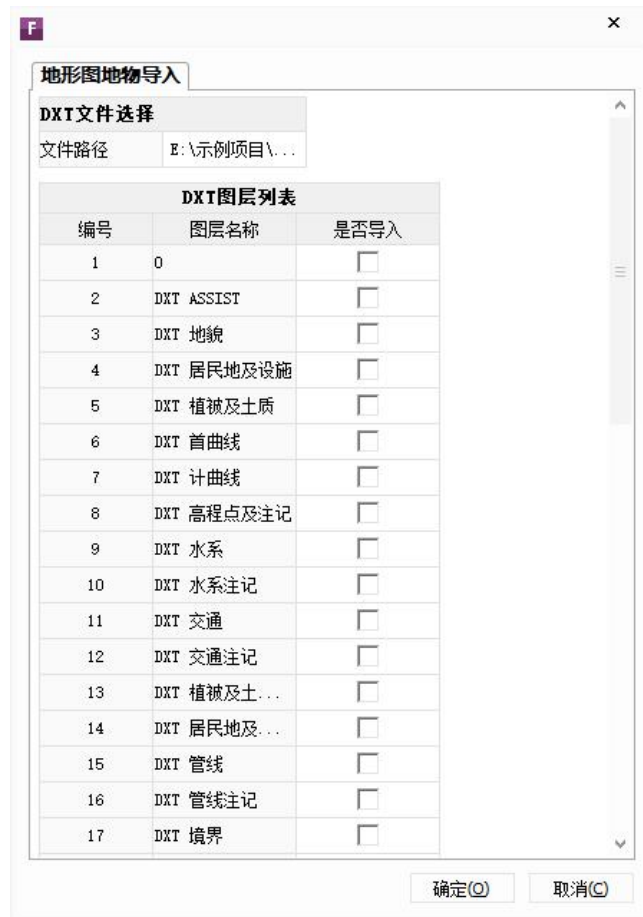 F
地形图地物导入
DXT文件选择
文件路径 E:\示例项目\...
DXT图层列表
编号 图层名称 是否导入
1 0
2 DXT ASSIST
3 DXT 地貌
4 DXT 居民地及设施
5 DXT 植被及土质
6 DXT 首曲线
7 DXT 计曲线
8 DXT 高程点及注记
9 DXT 水系
10 DXT 水系注记
11 DXT 交通
12 DXT 交通注记
13 DXT 植被及土...
14 DXT 居民地及...
15 DXT 管线
16 DXT 管线注记
17 DXT 境界
确定(O) 取消(C)